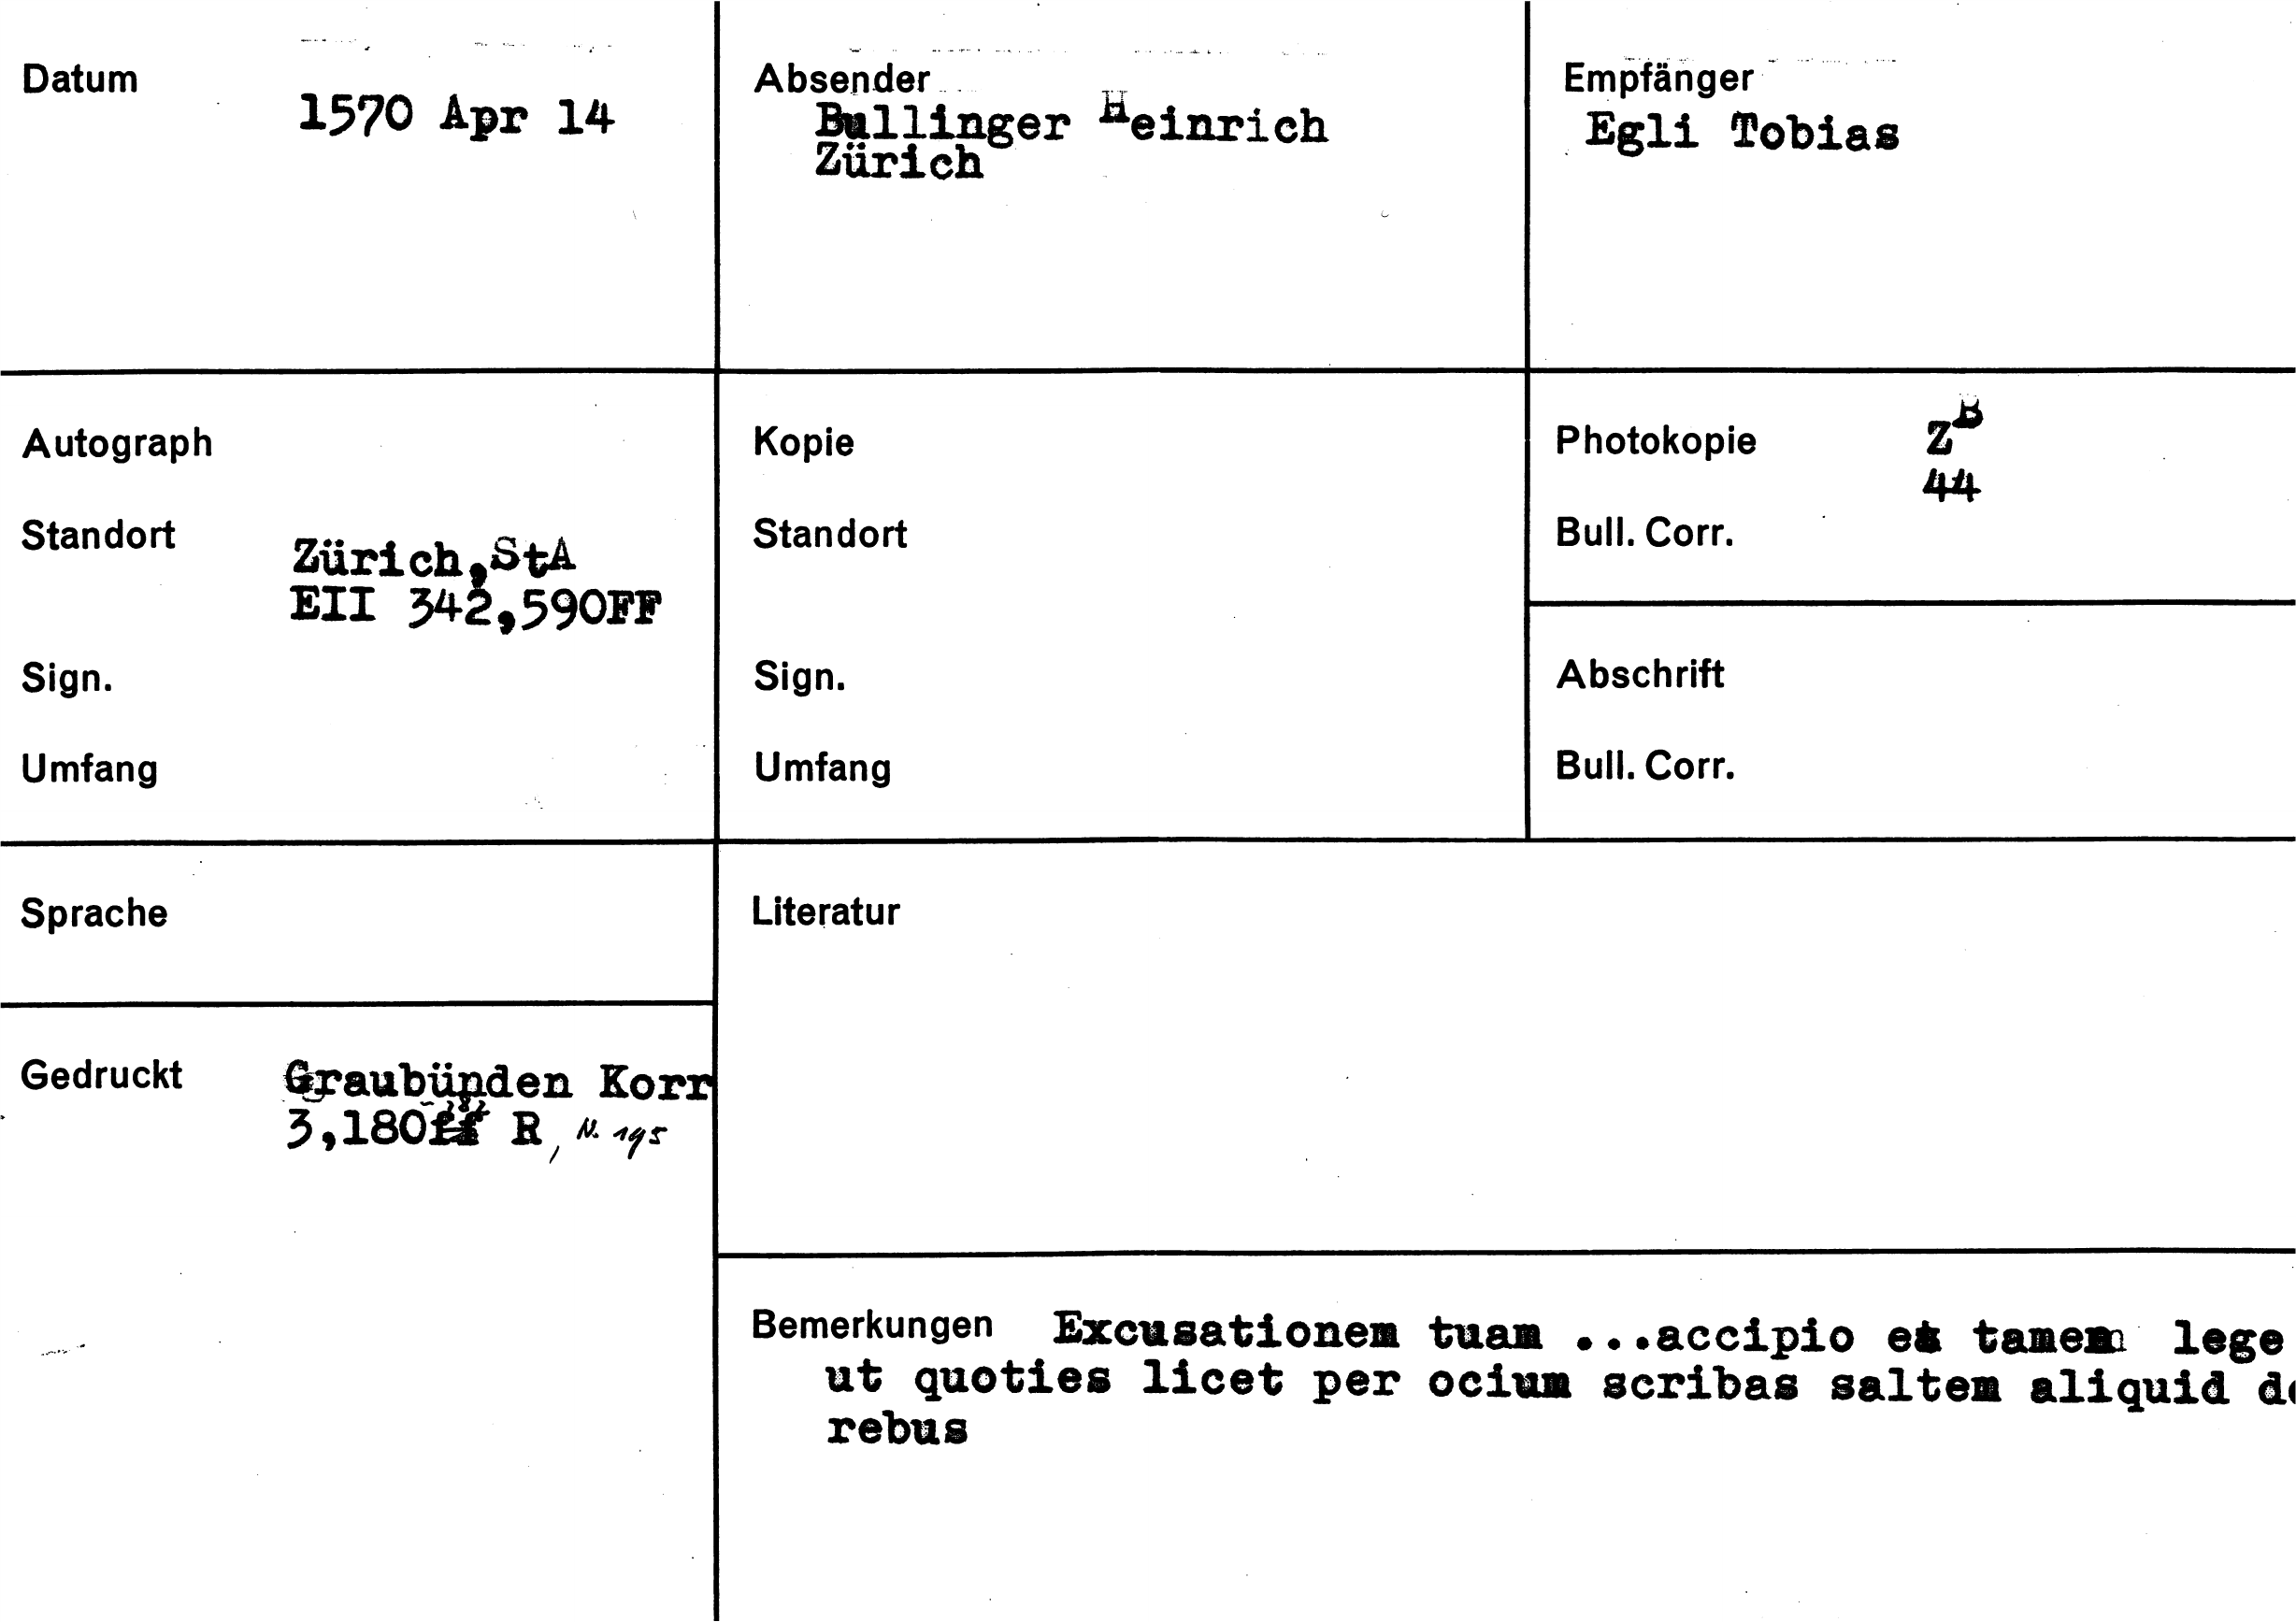 Datum
1570 Apr 14
Absender
Bullinger Heinrich
Zürich
Empfänger
Egli Tobias
Autograph
Standort
Zürich,StA
EII 342,590FF
Sign.
Umfang
Kopie
Standort
Sign.
Umfang
Photokopie ZB
44
Bull. Corr.
Abschrift
Bull. Corr.
Sprache
Literatur
Gedruckt Graubünden Korr
3,180 R, N. 195
Bemerkungen Excusationem tuam ...accipio et tamen lege
ut quoties licet per ocium scribas saltem aliquid
rebus